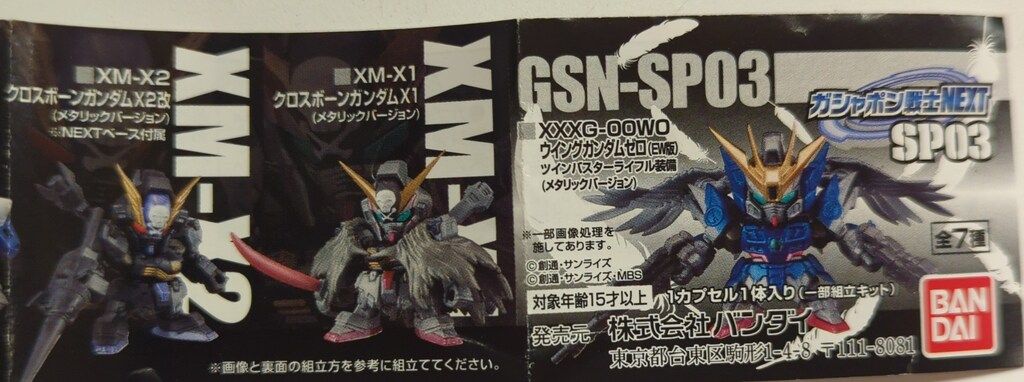 XM-X2
■XM-X2
クロスボーンガンダムX2改
(メタリックバージョン)
※NEXTベース付属
XM-X1
■XM-X1
クロスボーンガンダムX1
(メタリックバージョン)
※画像と裏面の組立方を参考に組立ててください。
GSN-SP03
ガシャポン戦士NEXT
SP03
■XXXG-00W0
ウイングガンダムゼロ(EW版)
ツインバスターライフル装備
(メタリックバージョン)
※一部画像処理を
施してあります。
©創通・サンライズ
©創通・サンライズ・MBS
全7種
対象年齢15才以上
1カプセル1体入り(一部組立キット)
発売元 株式会社バンダイ
東京都台東区駒形1-4-8 〒111-8081
BAN
DAI